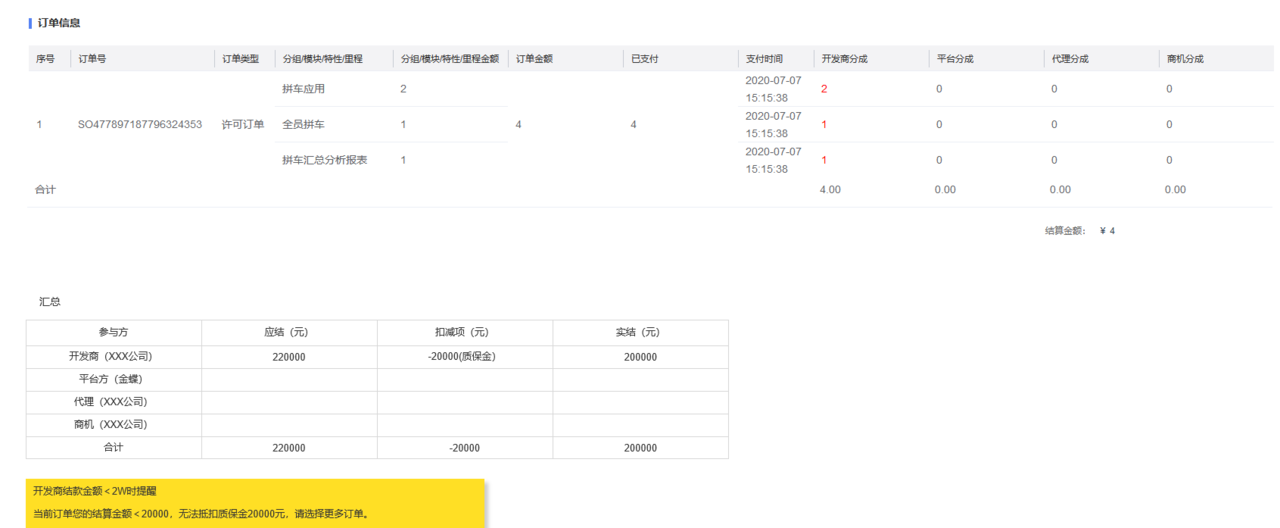 订单信息
序号 订单号 订单类型 分组/模块/特性/里程 分组/模块/特性/里程金额 订单金额 已支付 支付时间 开发商分成 平台分成 代理分成 商机分成
拼车应用 2 2020-07-07 15:15:38 2 0 0 0
1 SO477897187796324353 许可订单 全员拼车 1 4 4 2020-07-07 15:15:38 1 0 0 0
拼车汇总分析报表 1 2020-07-07 15:15:38 1 0 0 0
合计 4.00 0.00 0.00 0.00
结算金额： ¥ 4
汇总
参与方 应结（元） 扣减项（元） 实结（元）
开发商（XXX公司） 220000 -20000(质保金) 200000
平台方（金蝶）
代理（XXX公司）
商机（XXX公司）
合计 220000 -20000 200000
开发商结款金额＜2W时提醒
当前订单您的结算金额＜20000，无法抵扣质保金20000元，请选择更多订单。